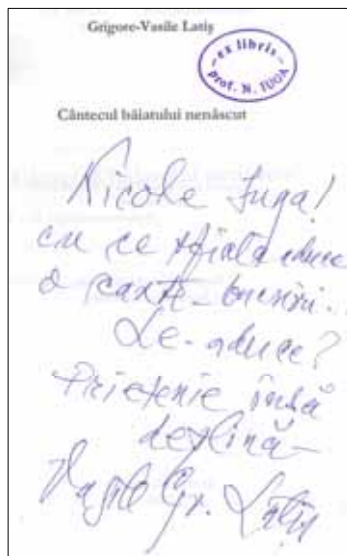 Grigore-Vasile Latiș
ex libris
prof. N. IUGA
Cântecul băiatului nenăscut
Nicole Iuga!
cu ce sfiată aduce
o carte - bucurii..
Le-aduce?
Prietenie însă
deplină-
Vasile Gr. Latiș